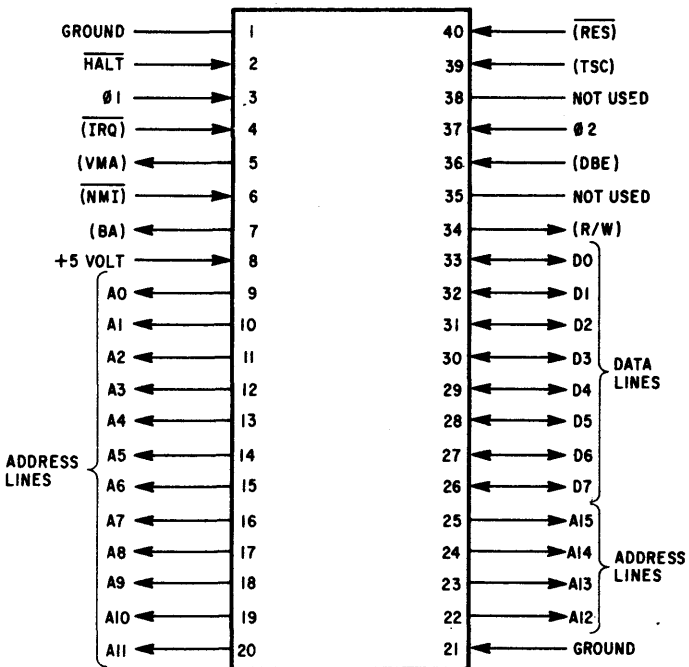 GROUND 1 40 (RES)
HALT 2 39 (TSC)
Ø1 3 38 NOT USED
(IRQ) 4 37 Ø2
(VMA) 5 36 (DBE)
(NMI) 6 35 NOT USED
(BA) 7 34 (R/W)
+5 VOLT 8 33 D0
A0 9 32 D1
A1 10 31 D2
A2 11 30 D3
A3 12 29 D4
A4 13 28 D5
A5 14 27 D6
A6 15 26 D7
A7 16 25 A15
A8 17 24 A14
A9 18 23 A13
A10 19 22 A12
A11 20 21 GROUND
ADDRESS
LINES
DATA
LINES
ADDRESS
LINES